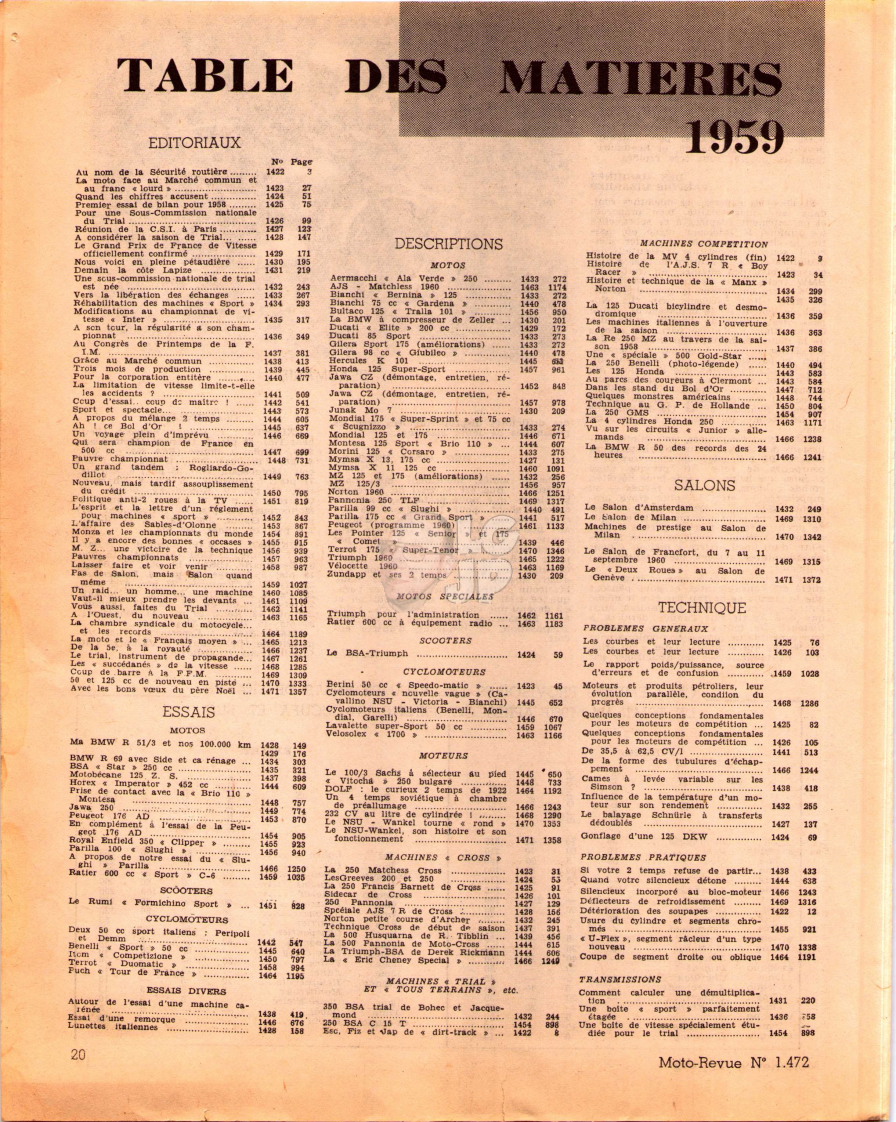 TABLE DES MATIERES
1959
EDITORIAUX
No Page
Au nom de la Sécurité routière ......... 1422 3
La moto face au Marché commun et
au franc « lourd » ........................ 1423 27
Quand les chiffres accusent ............. 1424 51
Premier essai de bilan pour 1958 ........ 1425 75
Pour une Sous-Commission nationale
du Trial .................................. 1426 99
Réunion de la C.S.I. à Paris ............ 1427 123
A considérer la saison de Trial... ...... 1428 147
Le Grand Prix de France de Vitesse
officiellement confirmé ................. 1429 171
Nous voici en pleine pétaudière ........ 1430 195
Demain la côte Lapize .................. 1431 219
Une sous-commission nationale de trial
est née .................................. 1432 243
Vers la libération des échanges ........ 1433 267
Réhabilitation des machines « Sport » 1434 293
Modifications au championnat de vi-
tesse « Inter » ......................... 1435 317
A son tour, la régularité a son cham-
pionnat .................................. 1436 349
Au Congrès de Printemps de la F.
I.M. ...................................... 1437 381
Grâce au Marché commun ............... 1438 413
Trois mois de production ............... 1439 445
Pour la corporation entière ............ 1440 477
La limitation de vitesse limite-t-elle
les accidents ? .......................... 1441 509
Coup d'essai... coup de maître ! ....... 1442 541
Sport et spectacle... .................... 1443 573
A propos du mélange 2 temps .......... 1444 605
Ah ! ce Bol d'Or ! ...................... 1445 637
Un voyage plein d'imprévu ............. 1446 669
Qui sera champion de France en
500 cc ................................... 1447 699
Pauvre championnat .................... 1448 731
Un grand tandem : Rogliardo-Go-
dillot ..................................... 1449 763
Nouveau, mais tardif assouplissement
du crédit ................................ 1450 795
Politique anti-2 roues à la TV ......... 1451 819
L'esprit et la lettre d'un réglement
pour machines « sport » ............... 1452 843
L'affaire des Sables-d'Olonne .......... 1453 867
Monza et les championnats du monde 1454 891
Il y a encore des bonnes « occases » 1455 915
M. Z... une victoire de la technique 1456 939
Pauvres championnats .................. 1457 963
Laisser faire et voir venir ............. 1458 987
Pas de Salon, mais Salon quand
même ..................................... 1459 1027
Un raid... un homme... une machine 1460 1085
Vaut-il mieux prendre les devants ... 1461 1109
Vous aussi, faites du Trial ............. 1462 1141
A l'Ouest, du nouveau ................. 1463 1165
La chambre syndicale du motocycle...
et les records ........................... 1464 1189
La moto et le « Français moyen » .. 1465 1213
De la 5e, à la royauté .................. 1466 1237
Le trial, instrument de propagande... 1467 1261
Les « succédanés » de la vitesse ...... 1468 1285
Coup de barre à la F.F.M. ............. 1469 1309
50 et 125 cc de nouveau en piste ... 1470 1333
Avec les bons vœux du père Noël ... 1471 1357
ESSAIS
MOTOS
Ma BMW R 51/3 et nos 100.000 km 1428 149
1429 176
BMW R 69 avec Side et carénage ... 1434 303
BSA « Star » 250 cc ................... 1435 321
Motobécane 125 Z. S. .................. 1437 398
Horex « Imperator » 452 cc ........... 1444 609
Prise de contact avec la « Brio 110 »
Montesa .................................. 1448 757
Jawa 250 ................................. 1449 774
Peugeot 176 AD ......................... 1453 870
En complément à l'essai de la Peu-
geot 176 AD ............................. 1454 905
Royal Enfield 350 « Clipper » ......... 1455 923
Parilla 100 « Slughi » .................. 1456 940
A propos de notre essai du « Slu-
ghi » Parilla ............................. 1466 1250
Ratier 600 cc « Sport » C-6 ........... 1459 1035
SCOOTERS
Le Rumi « Formichino Sport » ... 1451 828
CYCLOMOTEURS
Deux 50 cc sport italiens : Peripoli
et Demm ................................. 1442 547
Benelli « Sport » 50 cc ................ 1445 640
Itom « Competizione » ................. 1450 797
Terrot « Duomatic » .................... 1458 994
Puch « Tour de France » .............. 1464 1195
ESSAIS DIVERS
Autour de l'essai d'une machine ca-
rénée ..................................... 1438 419
Essai d'une remorque ................... 1446 676
Lunettes italiennes ..................... 1428 158
DESCRIPTIONS
MOTOS
Aermacchi « Ala Verde » 250 ........ 1433 272
AJS - Matchless 1960 .................. 1463 1174
Bianchi « Bernina » 125 ............... 1433 272
Bianchi 75 cc « Gardena » ............ 1440 478
Bultaco 125 « Tralla 101 » ............ 1456 959
La BMW à compresseur de Zeller ... 1430 201
Ducati « Elite » 200 cc ................ 1429 172
Ducati 85 Sport ......................... 1433 273
Gilera Sport 175 (améliorations) ...... 1433 273
Gilera 98 cc « Giubileo » .............. 1440 478
Hercules K 101 .......................... 1445 652
Honda 125 Super-Sport ................ 1457 961
Jawa CZ (démontage, entretien, ré-
paration) ................................. 1452 848
Jawa CZ (démontage, entretien, ré-
paration) ................................. 1457 978
Junak Mo 7 .............................. 1430 209
Mondial 175 « Super-Sprint » et 75 cc
« Scugnizzo » ........................... 1433 274
Mondial 125 et 175 ..................... 1446 671
Montesa 125 Sport « Brio 110 » ...... 1444 607
Morini 125 « Corsaro » ................. 1433 275
Mymsa X 13, 175 cc ................... 1427 131
Mymsa X 11 125 cc ................... 1460 1091
MZ 125 et 175 (améliorations) ........ 1432 256
MZ 125/3 ................................. 1456 957
Norton 1960 .............................. 1466 1251
Pannonia 250 TLF ...................... 1469 1317
Parilla 99 cc « Slughi » ................ 1440 491
Parilla 175 cc « Grand Sport » ........ 1441 517
Peugeot (programme 1960) ............ 1461 1133
Les Pointer 125 « Senior » et 175
« Comet » ................................ 1439 446
Terrot 175 « Super-Tenor » ............ 1470 1346
Triumph 1960 ............................ 1465 1222
Vélocette 1960 ........................... 1463 1169
Zundapp et ses 2 temps ............... 1430 209
MOTOS SPECIALES
Triumph pour l'administration ...... 1462 1161
Ratier 600 cc à équipement radio ... 1463 1183
SCOOTERS
Le BSA-Triumph ........................ 1424 59
CYCLOMOTEURS
Berini 50 cc « Speedo-matic » ...... 1423 45
Cyclomoteurs « nouvelle vague » (Ca-
vallino NSU - Victoria - Bianchi) 1445 652
Cyclomoteurs italiens (Benelli, Mon-
dial, Garelli) ............................ 1446 670
Lavalette super-Sport 50 cc .......... 1459 1067
Velosolex « 1700 » ..................... 1463 1166
MOTEURS
Le 100/3 Sachs à sélecteur au pied 1445 650
« Vitocha » 250 bulgare ............... 1448 733
DOLF : le curieux 2 temps de 1922 1464 1192
Un 4 temps soviétique à chambre
de préallumage .......................... 1466 1243
232 CV au litre de cylindrée ! ........ 1468 1290
Le NSU - Wankel tourne « rond » 1470 1353
Le NSU-Wankel, son histoire et son
fonctionnement .......................... 1471 1358
MACHINES « CROSS »
La 250 Matchess Cross ................ 1423 31
LesGreeves 200 et 250 ................ 1424 53
La 250 Francis Barnett de Cross ..... 1425 91
Sidecar de Cross ........................ 1426 101
250 Pannonia ............................ 1427 129
Spéciale AJS 7 R de Cross ............ 1428 156
Norton petite course d'Archer ........ 1432 245
Technique Cross de début de saison 1437 391
La 500 Husquarna de R. Tibblin ... 1439 456
La 500 Pannonia de Moto-Cross ...... 1444 615
La Triumph-BSA de Derek Rickmann 1444 606
La « Eric Cheney Special » ........... 1466 1249
MACHINES « TRIAL »
ET « TOUS TERRAINS », etc.
350 BSA trial de Bohec et Jacque-
mond ..................................... 1432 244
250 BSA C 15 T ........................ 1454 898
Esc, Fiz et Jap de « dirt-track » ... 1422 8
MACHINES COMPETITION
Histoire de la MV 4 cylindres (fin) 1422 9
Histoire de l'A.J.S. 7 R « Boy
Racer » .................................. 1423 34
Histoire et technique de la « Manx »
Norton ................................... 1434 299
1435 326
La 125 Ducati bicylindre et desmo-
dromique ................................ 1436 359
Les machines italiennes à l'ouverture
de la saison ............................. 1436 363
La Re 250 MZ au travers de la sai-
son 1958 ................................. 1437 386
Une « spéciale » 500 Gold-Star ......
La 250 Benelli (photo-légende) ...... 1440 494
Les 125 Honda .......................... 1443 583
Au parcs des coureurs à Clermont ... 1443 584
Dans les stand du Bol d'Or ........... 1447 712
Quelques monstres américains ........ 1448 744
Technique au G. P. de Hollande ..... 1450 804
La 250 GMS ............................. 1454 907
La 4 cylindres Honda 250 ............. 1463 1171
Vu sur les circuits « Junior » alle-
mands .................................... 1466 1238
La BMW R 50 des records des 24
heures .................................... 1466 1241
SALONS
Le Salon d'Amsterdam ................. 1432 249
Le Salon de Milan ...................... 1469 1310
Machines de prestige au Salon de
Milan ..................................... 1470 1342
Le Salon de Francfort, du 7 au 11
septembre 1960 .......................... 1469 1315
Le « Deux Roues » au Salon de
Genève ................................... 1471 1372
TECHNIQUE
PROBLEMES GENERAUX
Les courbes et leur lecture ............ 1425 76
Les courbes et leur lecture ............ 1426 103
Le rapport poids/puissance, source
d'erreurs et de confusion .............. 1459 1028
Moteurs et produits pétroliers, leur
évolution parallèle, condiion du
progrès ................................... 1468 1286
Quelques conceptions fondamentales
pour les moteurs de compétition ... 1425 82
Quelques conceptions fondamentales
pour les moteurs de compétition ... 1426 105
De 35,5 à 62,5 CV/l .................... 1441 513
De la forme des tubulures d'échap-
pement ................................... 1466 1244
Cames à levée variable sur les
Simson ? ................................. 1438 418
Influence de la température d'un mo-
teur sur son rendement ............... 1432 255
Le balayage Schnürle à transferts
dédoublés ................................ 1427 137
Gonflage d'une 125 DKW .............. 1424 69
PROBLEMES PRATIQUES
Si votre 2 temps refuse de partir... 1438 433
Quand votre silencieux détone ...... 1444 638
Silencieux incorporé au bloc-moteur 1466 1243
Déflecteurs de refroidissement ...... 1469 1316
Détérioration des soupapes ............ 1422 12
Usure du cylindre et segments chro-
més ....................................... 1455 921
« U-Flex », segment râcleur d'un type
nouveau .................................. 1470 1338
Coupe de segment droite ou oblique 1464 1191
TRANSMISSIONS
Comment calculer une démultiplica-
tion ....................................... 1431 220
Une boîte « sport » parfaitement
étagée .................................... 1436 358
Une boîte de vitesse spécialement étu-
diée pour le trial ....................... 1454 898
20
Moto-Revue N° 1.472